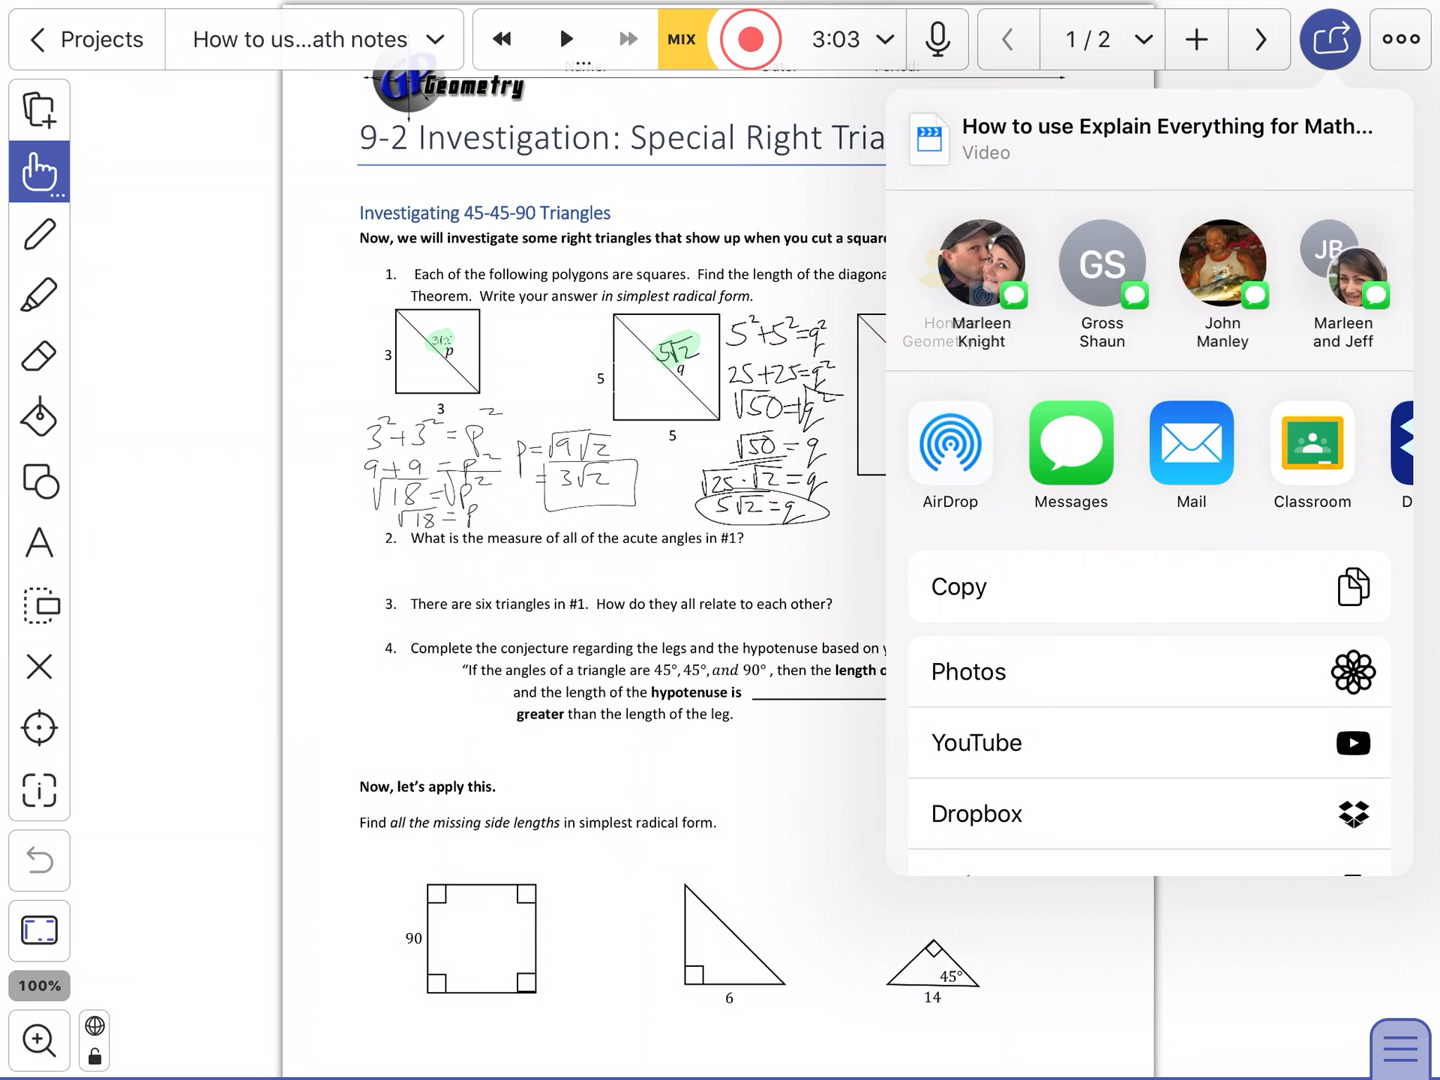 Projects
How to us...ath notes
MIX
3:03
1 / 2
Name:
Date:
Period:
GP Geometry
9-2 Investigation: Special Right Tria
Investigating 45-45-90 Triangles
Now, we will investigate some right triangles that show up when you cut a square
1. Each of the following polygons are squares. Find the length of the diagona
Theorem. Write your answer in simplest radical form.
3
3√2
p
3
5
5√2
q
5
3²+3²=p²
9+9=p²
√18=√p²
√18=p
p=√9√2
=3√2
5²+5²=q²
25+25=q²
√50=√q²
√50=q
√25·√2=q
5√2=q
2. What is the measure of all of the acute angles in #1?
3. There are six triangles in #1. How do they all relate to each other?
4. Complete the conjecture regarding the legs and the hypotenuse based on y
"If the angles of a triangle are 45°, 45°, and 90°, then the length o
and the length of the hypotenuse is
greater than the length of the leg.
Now, let's apply this.
Find all the missing side lengths in simplest radical form.
90
6
45°
14
100%
How to use Explain Everything for Math...
Video
Marleen
Knight
GS
Gross
Shaun
John
Manley
JB
Marleen
and Jeff
AirDrop
Messages
Mail
Classroom
D
Copy
Photos
YouTube
Dropbox